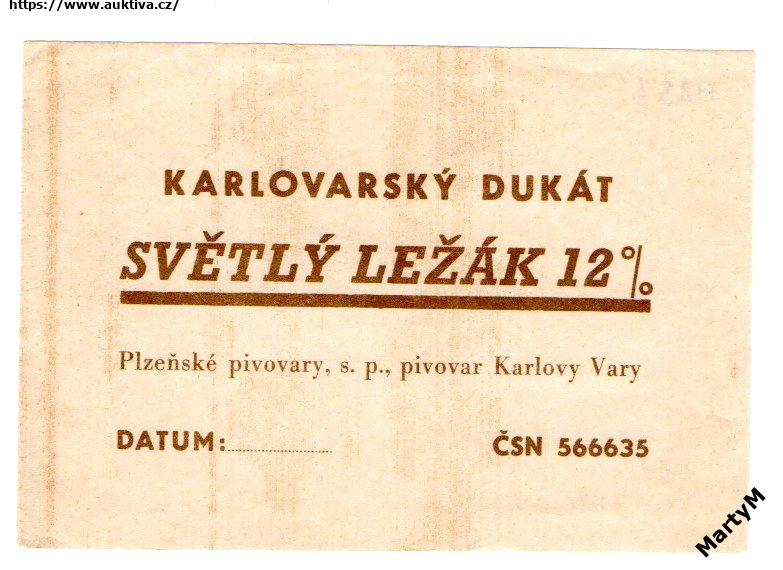 https://www.auktiva.cz/
KARLOVARSKÝ DUKÁT
SVĚTLÝ LEŽÁK 12%
Plzeňské pivovary, s. p., pivovar Karlovy Vary
DATUM:....................
ČSN 566635
MartyM